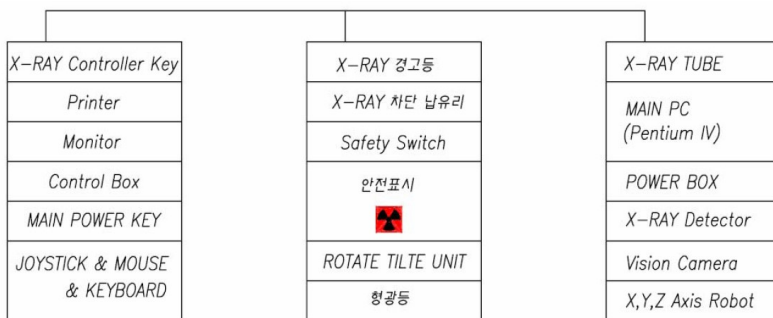 X-RAY Controller Key
Printer
Monitor
Control Box
MAIN POWER KEY
JOYSTICK & MOUSE
& KEYBOARD
X-RAY 경고등
X-RAY 차단 납유리
Safety Switch
안전표시
ROTATE TILTE UNIT
형광등
X-RAY TUBE
MAIN PC
(Pentium IV)
POWER BOX
X-RAY Detector
Vision Camera
X,Y,Z Axis Robot